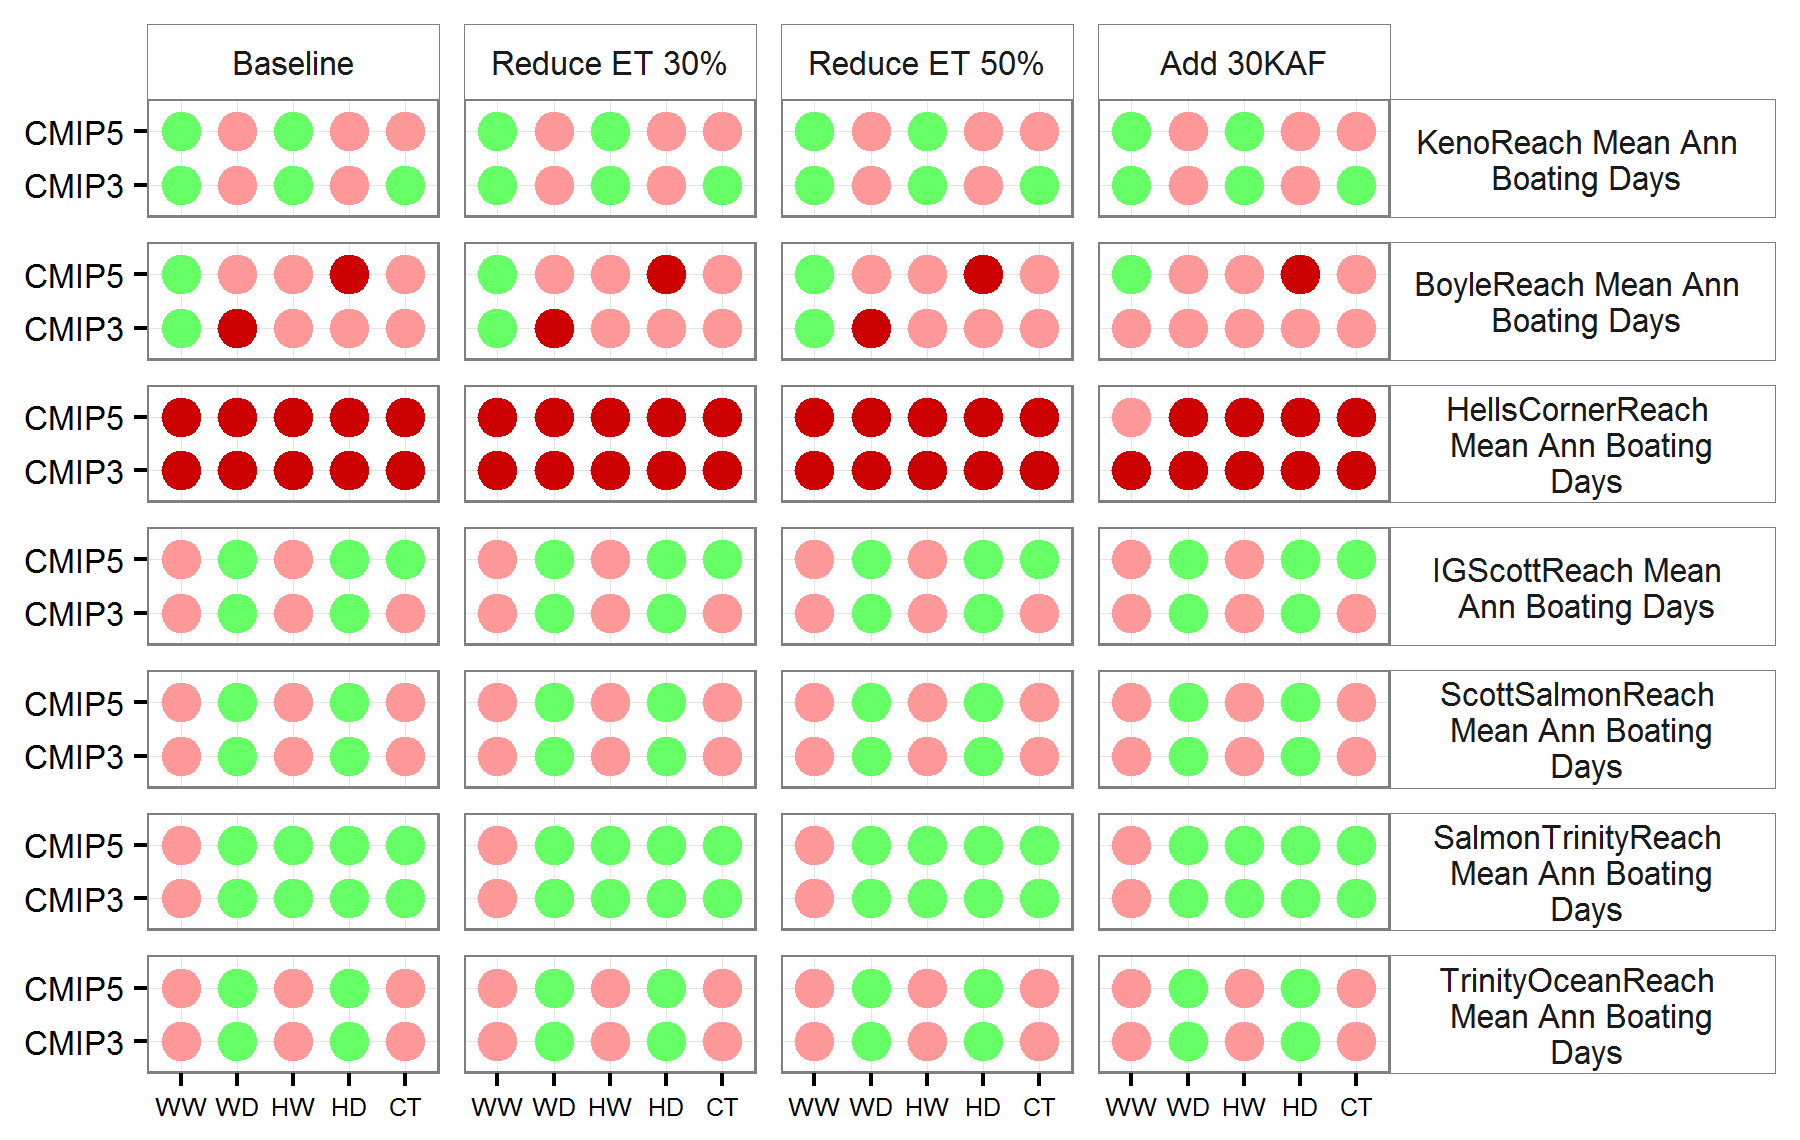 Baseline
Reduce ET 30%
Reduce ET 50%
Add 30KAF
CMIP5
CMIP3
KenoReach Mean Ann
Boating Days
CMIP5
CMIP3
BoyleReach Mean Ann
Boating Days
CMIP5
CMIP3
HellsCornerReach
Mean Ann Boating
Days
CMIP5
CMIP3
IGScottReach Mean
Ann Boating Days
CMIP5
CMIP3
ScottSalmonReach
Mean Ann Boating
Days
CMIP5
CMIP3
SalmonTrinityReach
Mean Ann Boating
Days
CMIP5
CMIP3
TrinityOceanReach
Mean Ann Boating
Days
WW WD HW HD CT
WW WD HW HD CT
WW WD HW HD CT
WW WD HW HD CT